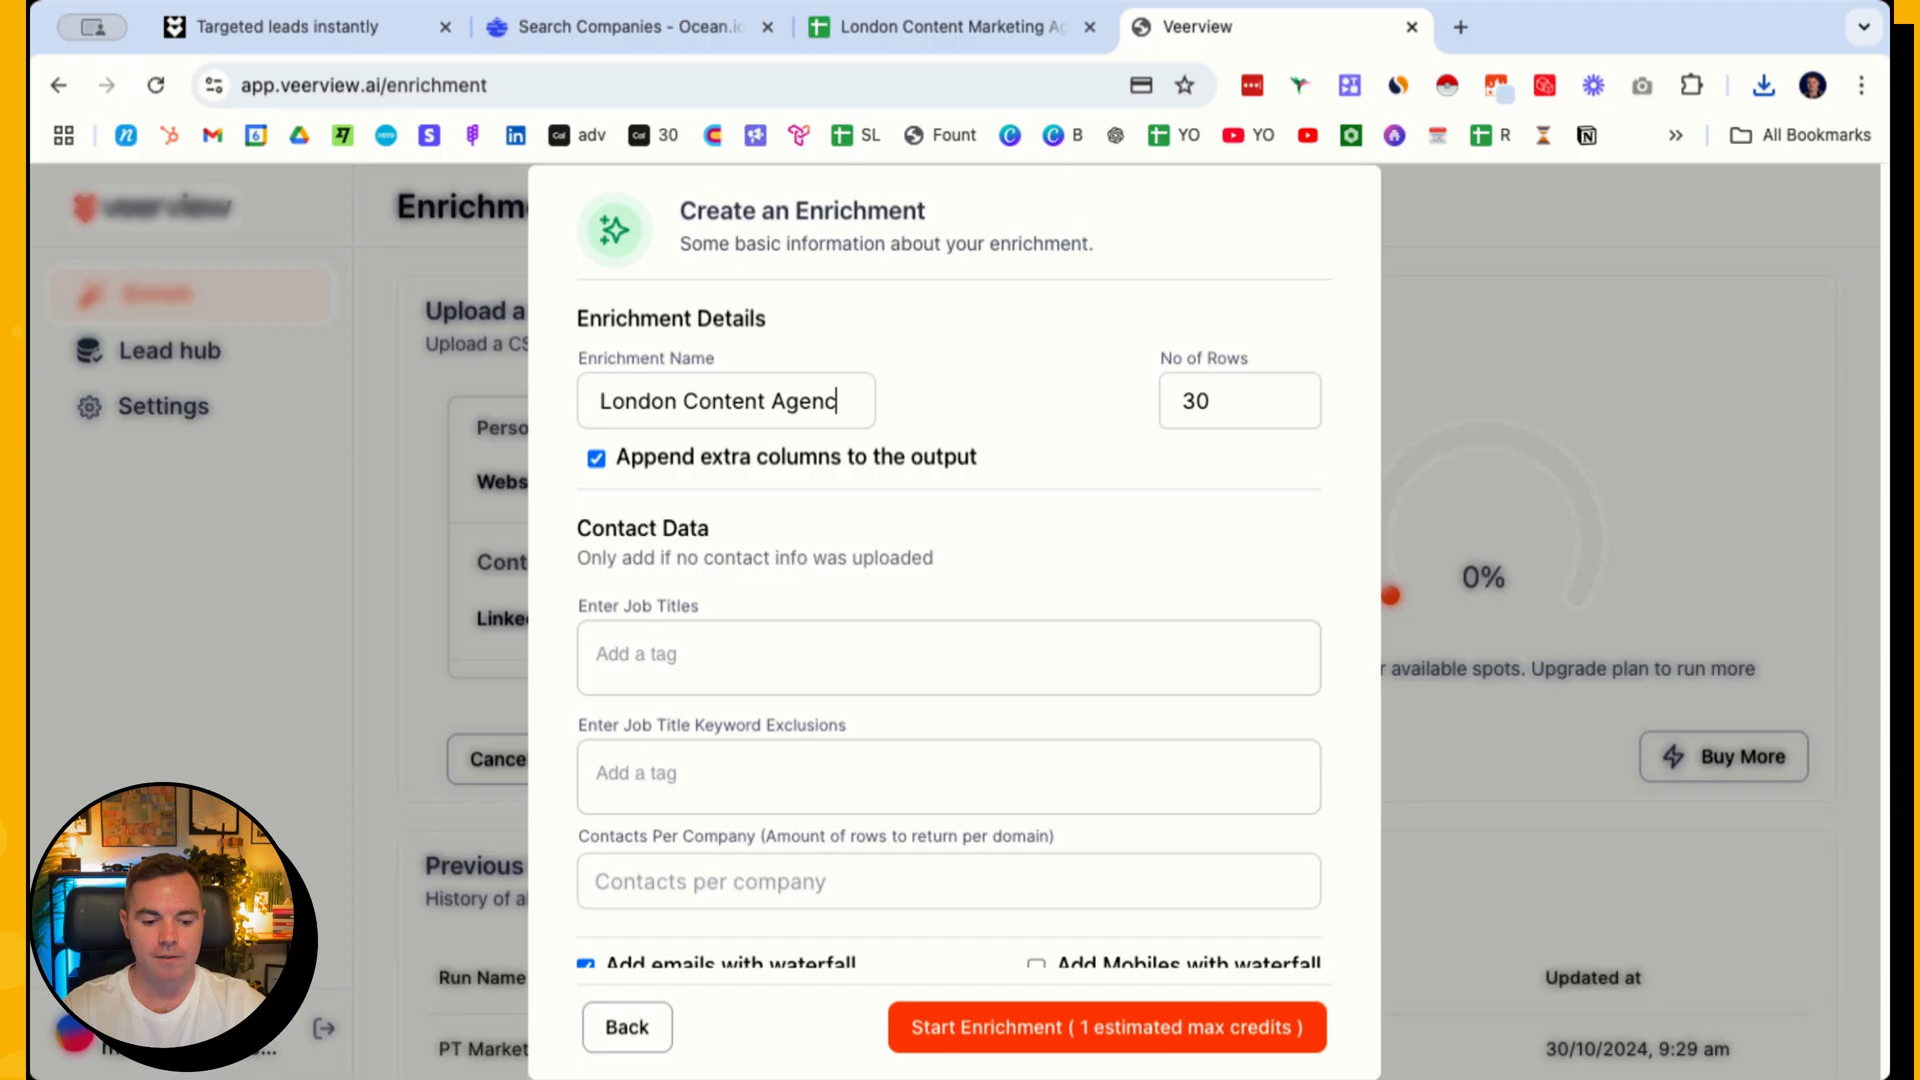 Targeted leads instantly
Search Companies - Ocean.io
London Content Marketing Ag
Veerview
app.veerview.ai/enrichment
adv
30
SL
Fount
B
YO
YO
R
All Bookmarks
veerview
Enrich
Lead hub
Settings
Enrichm
Upload a
Upload a CS
Perso
Webs
Cont
Linke
Cance
Previous
History of al
Run Name
PT Market
Create an Enrichment
Some basic information about your enrichment.
Enrichment Details
Enrichment Name
No of Rows
London Content Agenc
30
Append extra columns to the output
Contact Data
Only add if no contact info was uploaded
Enter Job Titles
Add a tag
Enter Job Title Keyword Exclusions
Add a tag
Contacts Per Company (Amount of rows to return per domain)
Contacts per company
Add emails with waterfall
Add Mobiles with waterfall
Back
Start Enrichment ( 1 estimated max credits )
0%
r available spots. Upgrade plan to run more
Buy More
Updated at
30/10/2024, 9:29 am